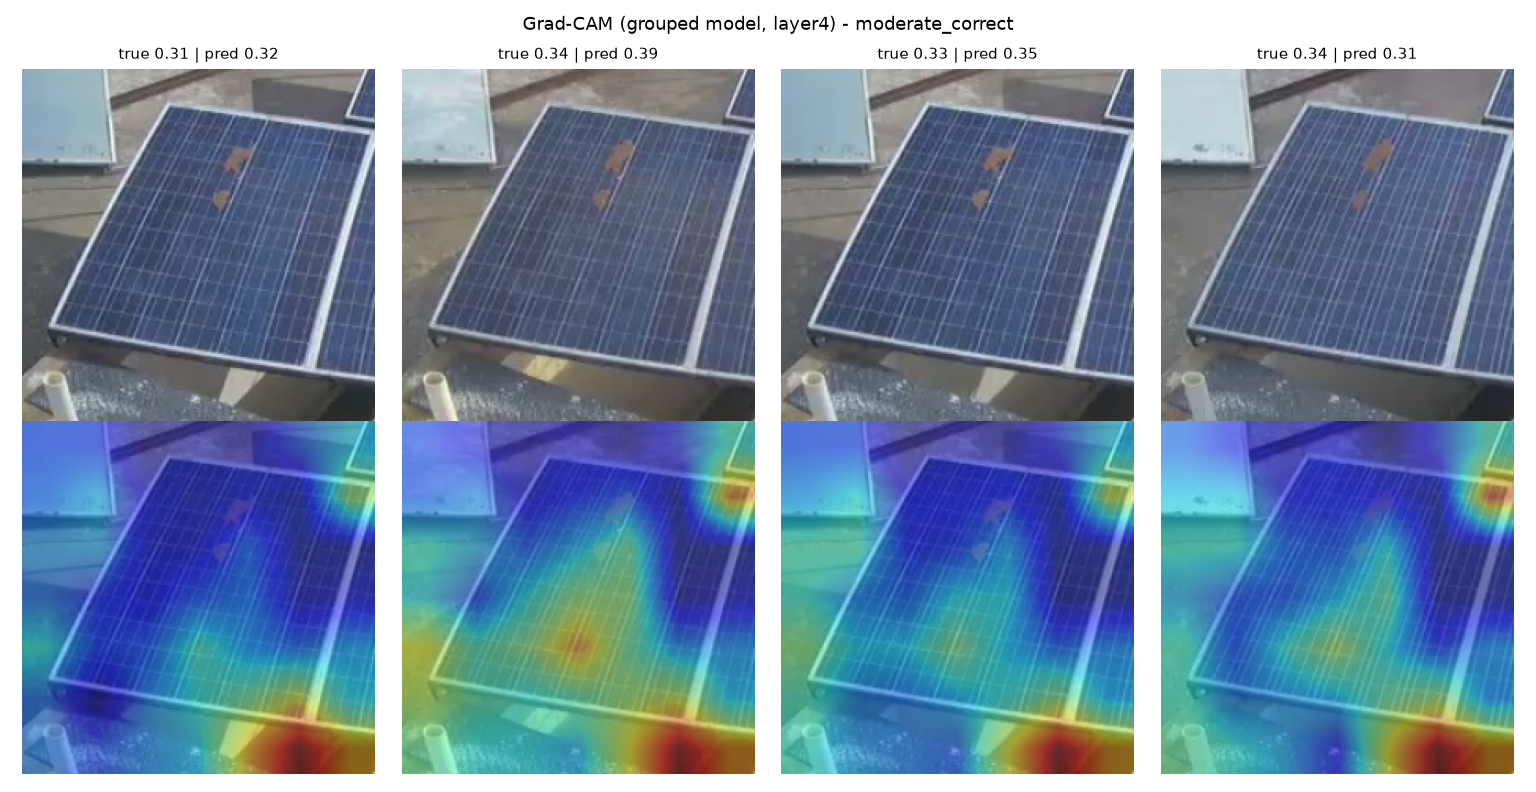 Grad-CAM (grouped model, layer4) - moderate_correct
true 0.31 | pred 0.32
true 0.34 | pred 0.39
true 0.33 | pred 0.35
true 0.34 | pred 0.31